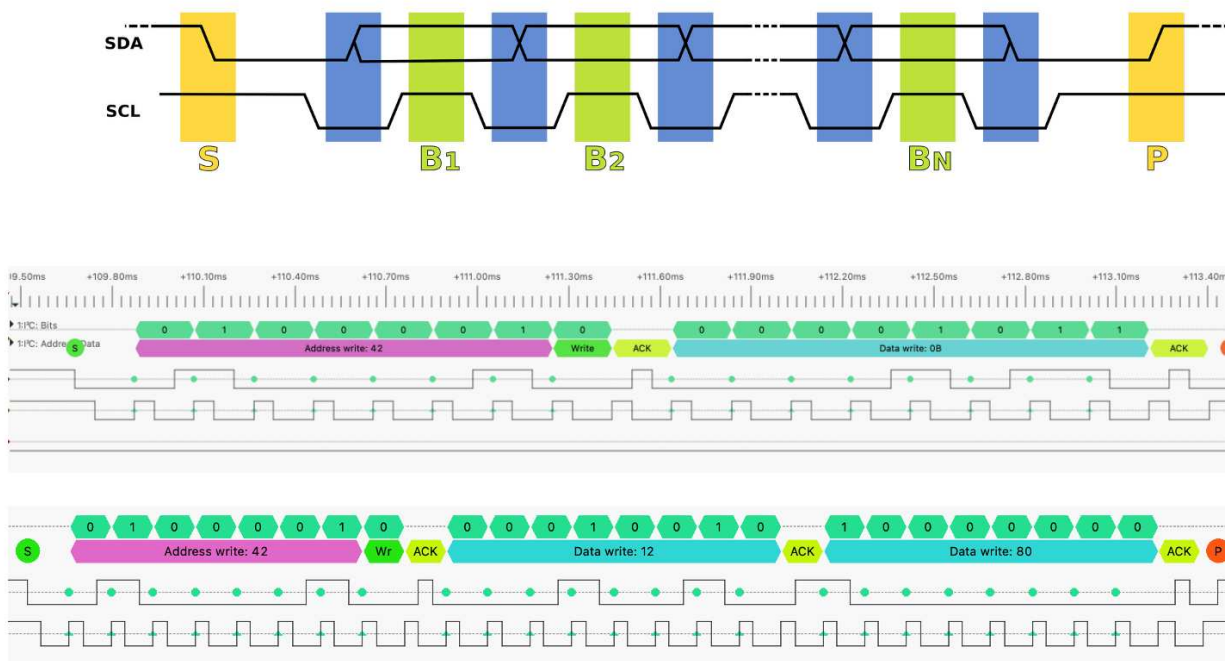 SDA
SCL
S B1 B2 BN P
+109.80ms +110.10ms +110.40ms +110.70ms +111.00ms +111.30ms +111.60ms +111.90ms +112.20ms +112.50ms +112.80ms +113.10ms
1:I²C: Bits 0 1 0 0 0 0 1 0 0 0 0 0 1 0 1 1
S Address write: 42 Write ACK Data write: 0B ACK
0 1 0 0 0 0 1 0 0 0 0 1 0 0 1 0 1 0 0 0 0 0 0 0
S Address write: 42 Wr ACK Data write: 12 ACK Data write: 80 ACK P